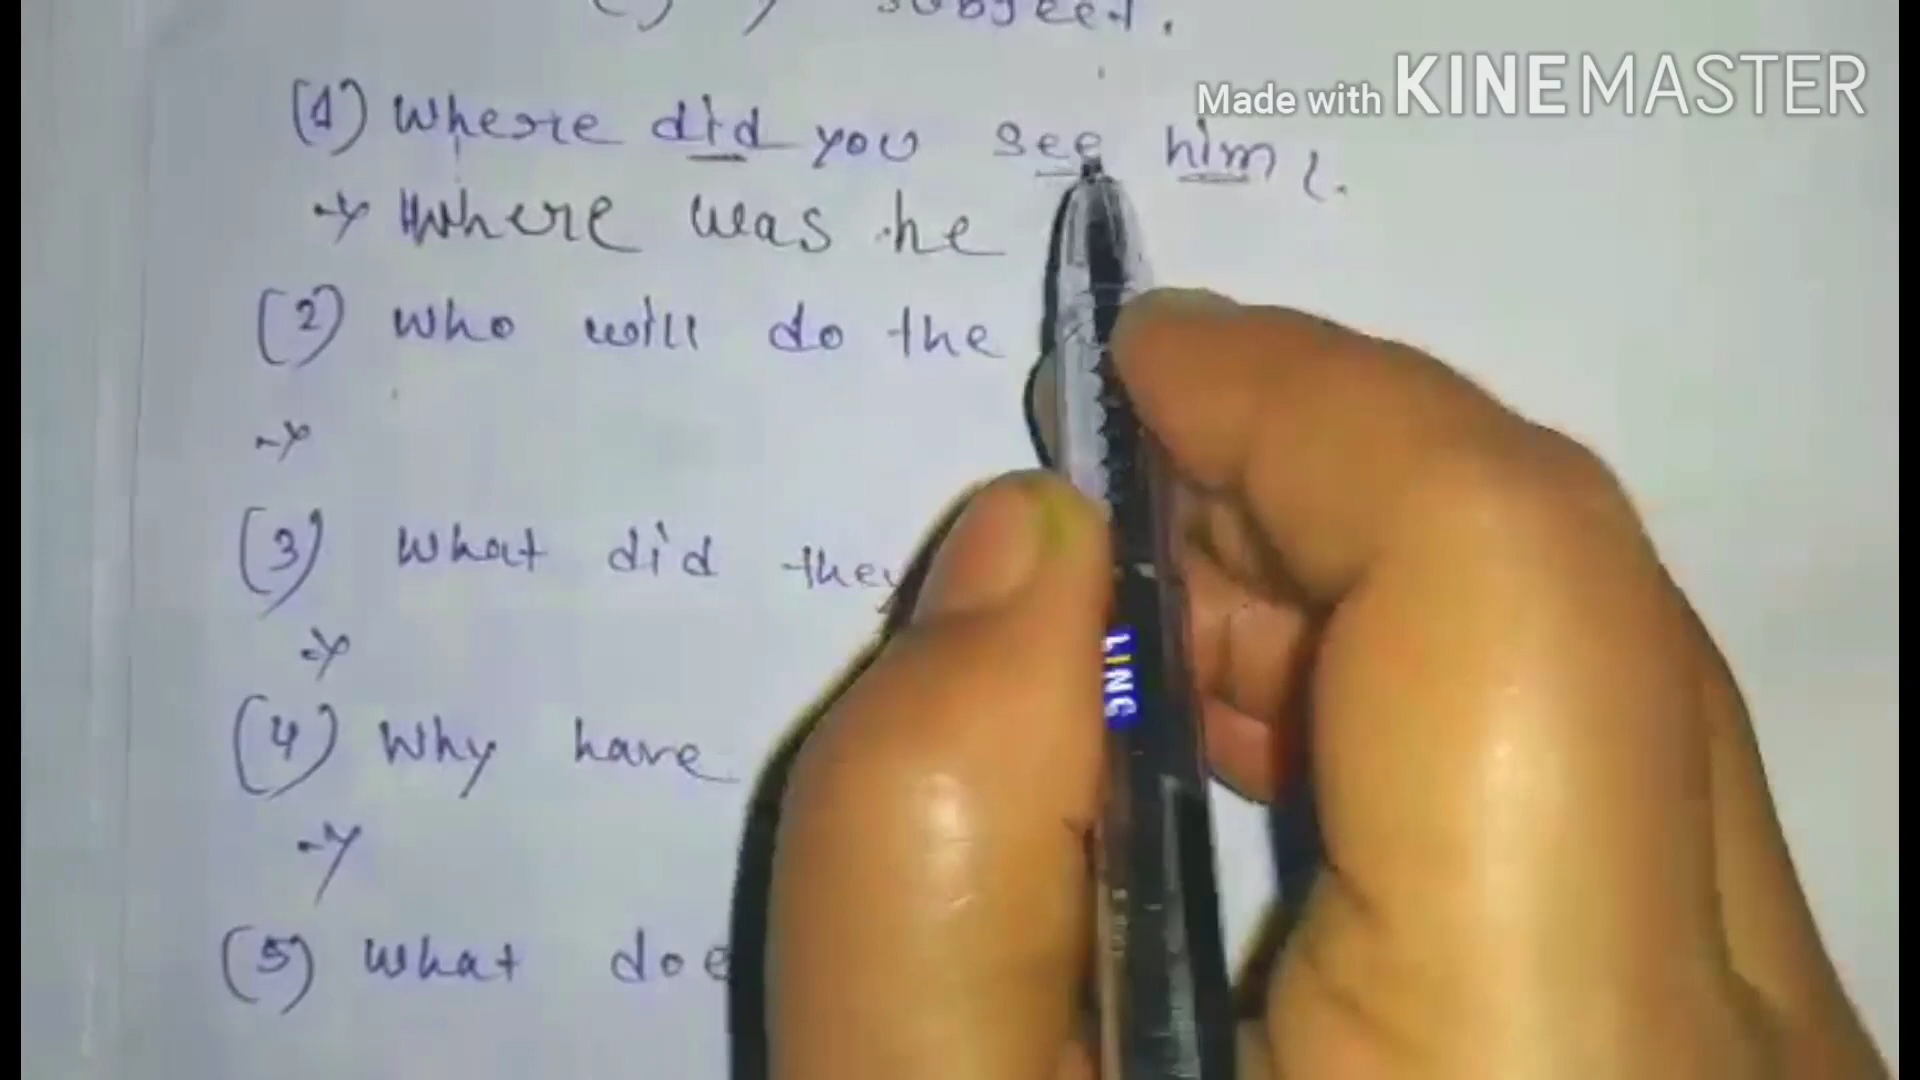 subject.
Made with KINEMASTER
(1) Where did you see him ?.
Where was he
(2) Who will do the
(3) What did they
(4) Why have
(5) What doe
LINC